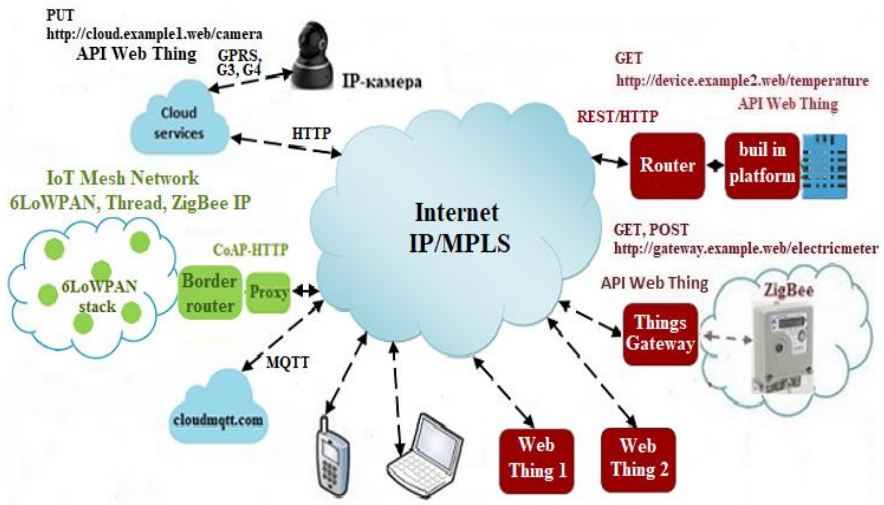 PUT
http://cloud.example1.web/camera
API Web Thing
GPRS,
G3, G4
IP-камера
Cloud
services
HTTP
GET
http://device.example2.web/temperature
API Web Thing
REST/HTTP
Router
buil in
platform
IoT Mesh Network
6LoWPAN, Thread, ZigBee IP
6LoWPAN
stack
CoAP-HTTP
Border
router
Proxy
Internet
IP/MPLS
GET, POST
http://gateway.example.web/electricmeter
API Web Thing
ZigBee
Things
Gateway
MQTT
cloudmqtt.com
Web
Thing 1
Web
Thing 2